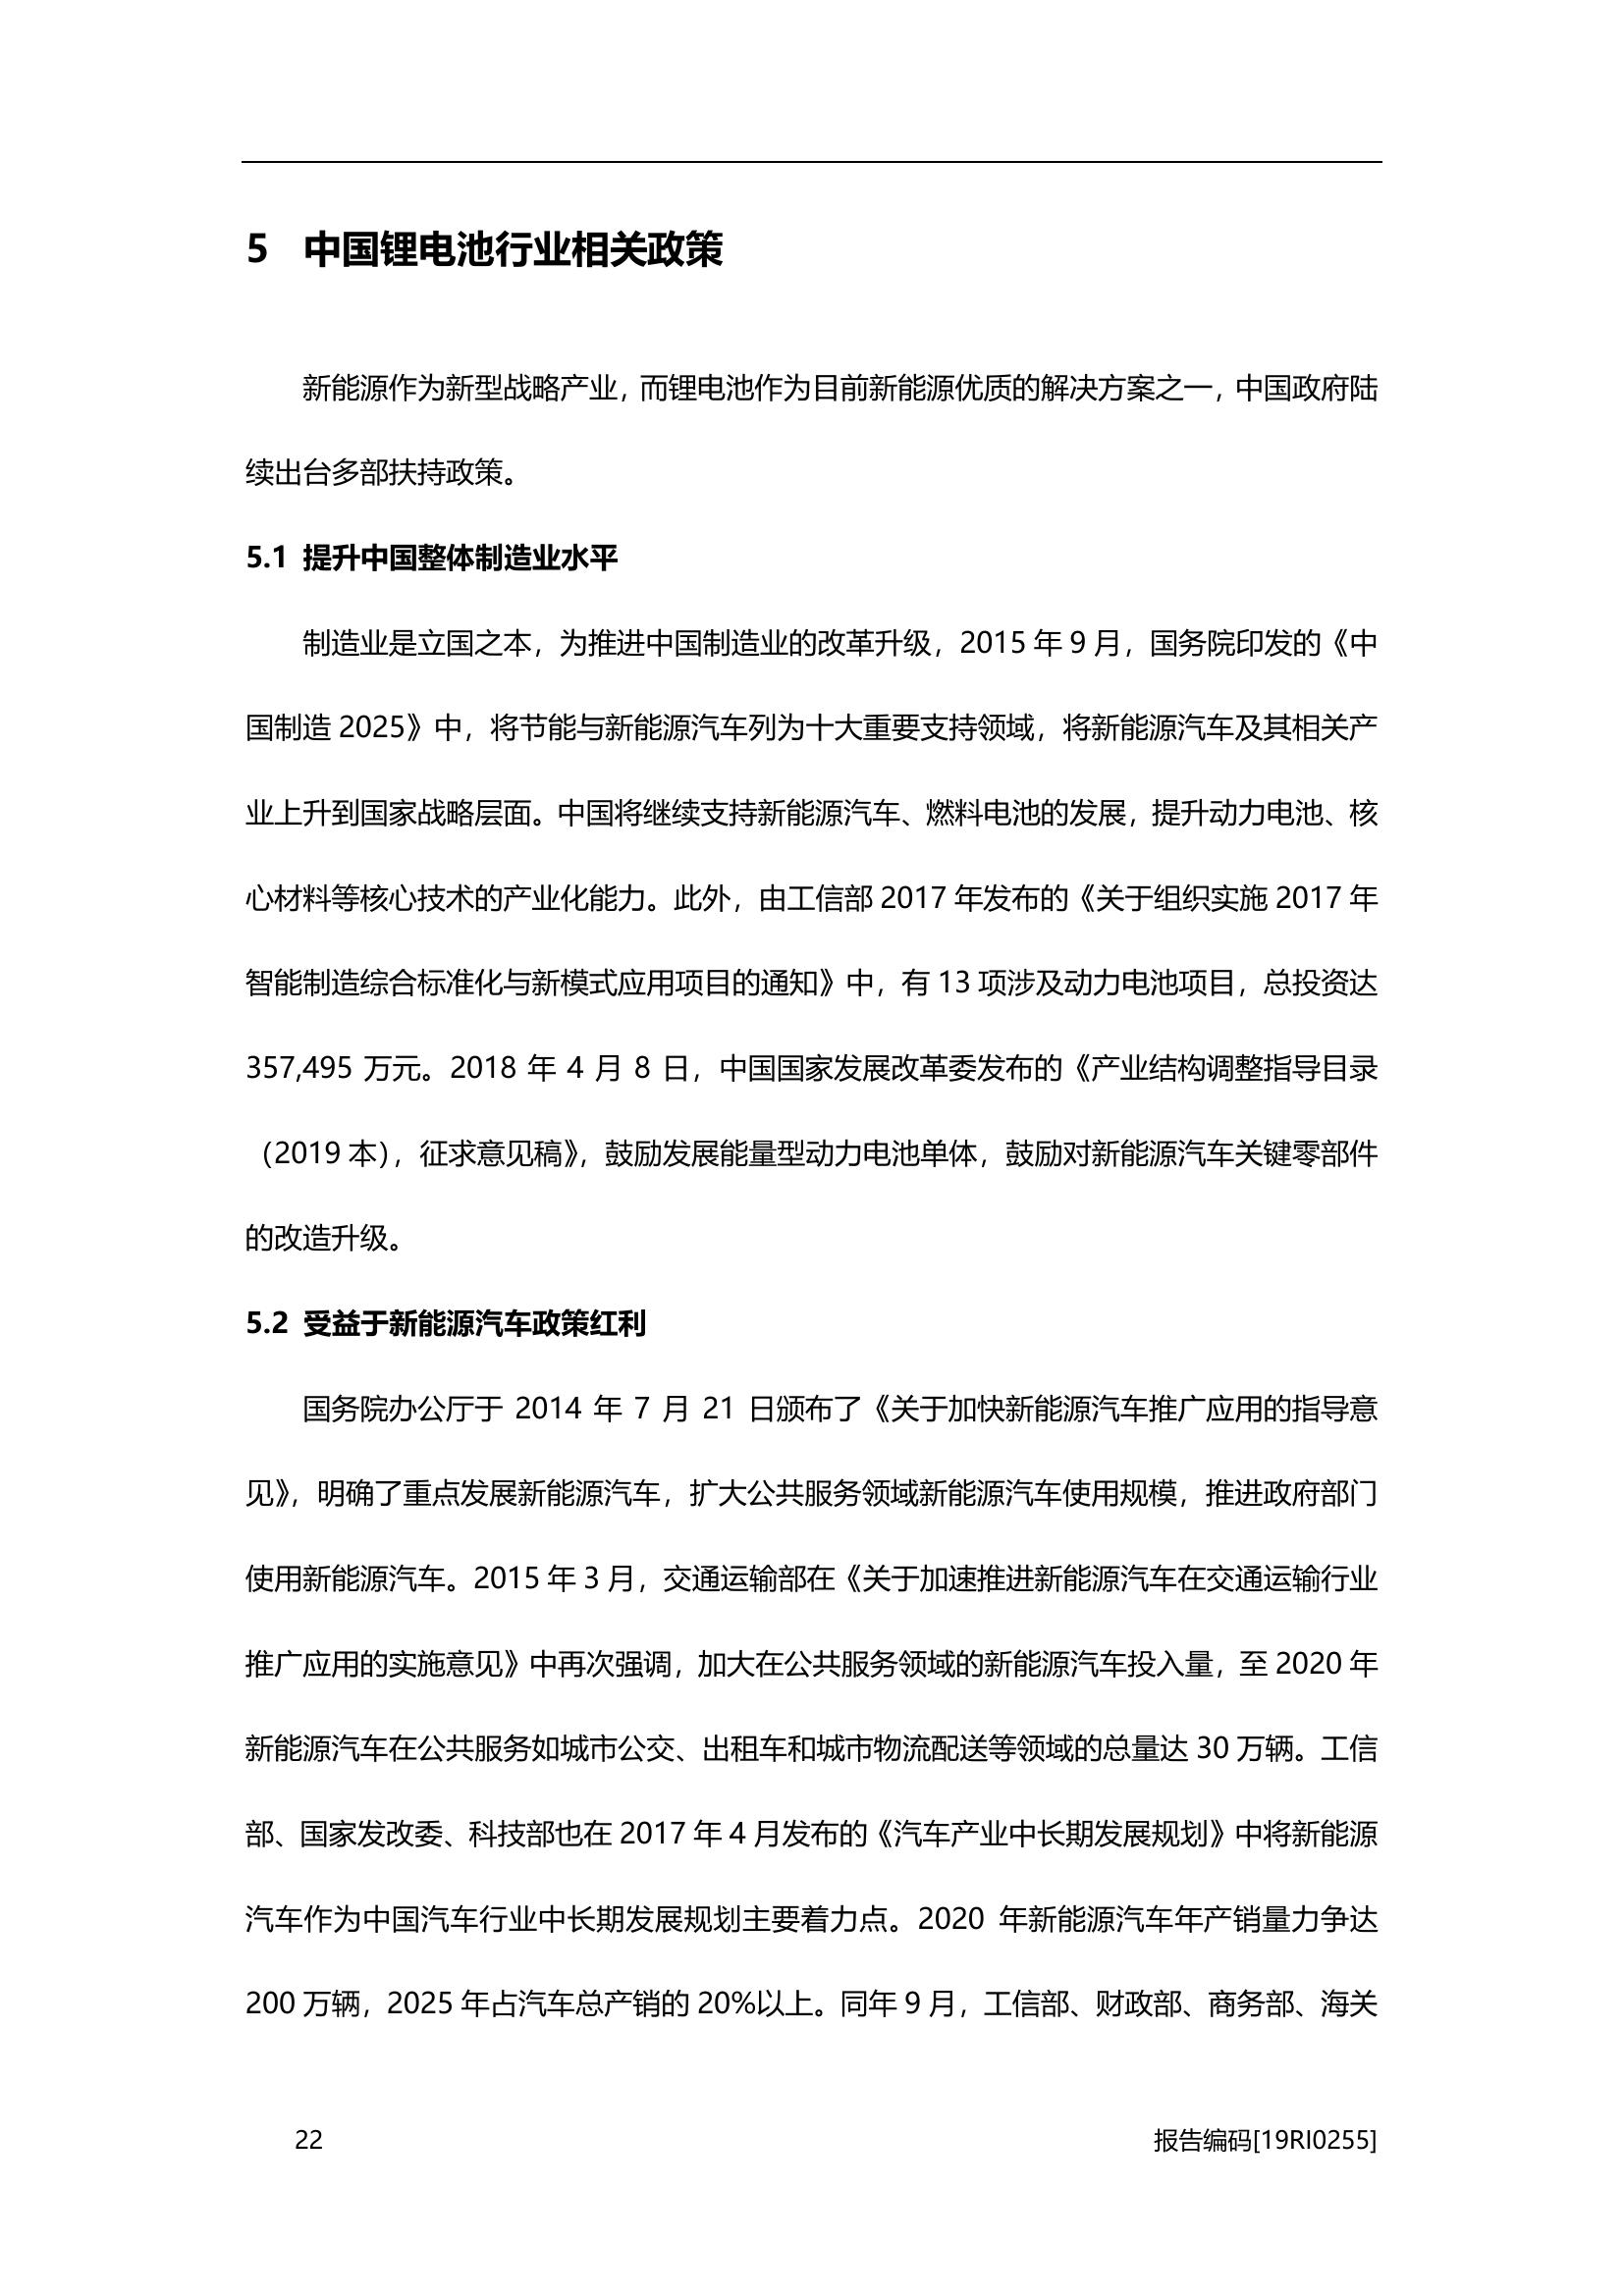 5 中国锂电池行业相关政策
新能源作为新型战略产业，而锂电池作为目前新能源优质的解决方案之一，中国政府陆
续出台多部扶持政策。
5.1 提升中国整体制造业水平
制造业是立国之本，为推进中国制造业的改革升级，2015 年 9 月，国务院印发的《中
国制造 2025》中，将节能与新能源汽车列为十大重要支持领域，将新能源汽车及其相关产
业上升到国家战略层面。中国将继续支持新能源汽车、燃料电池的发展，提升动力电池、核
心材料等核心技术的产业化能力。此外，由工信部 2017 年发布的《关于组织实施 2017 年
智能制造综合标准化与新模式应用项目的通知》中，有 13 项涉及动力电池项目，总投资达
357,495 万元。2018 年 4 月 8 日，中国国家发展改革委发布的《产业结构调整指导目录
（2019 本），征求意见稿》，鼓励发展能量型动力电池单体，鼓励对新能源汽车关键零部件
的改造升级。
5.2 受益于新能源汽车政策红利
国务院办公厅于 2014 年 7 月 21 日颁布了《关于加快新能源汽车推广应用的指导意
见》，明确了重点发展新能源汽车，扩大公共服务领域新能源汽车使用规模，推进政府部门
使用新能源汽车。2015 年 3 月，交通运输部在《关于加速推进新能源汽车在交通运输行业
推广应用的实施意见》中再次强调，加大在公共服务领域的新能源汽车投入量，至 2020 年
新能源汽车在公共服务如城市公交、出租车和城市物流配送等领域的总量达 30 万辆。工信
部、国家发改委、科技部也在 2017 年 4 月发布的《汽车产业中长期发展规划》中将新能源
汽车作为中国汽车行业中长期发展规划主要着力点。2020 年新能源汽车年产销量力争达
200 万辆，2025 年占汽车总产销的 20%以上。同年 9 月，工信部、财政部、商务部、海关
22 报告编码[19RI0255]